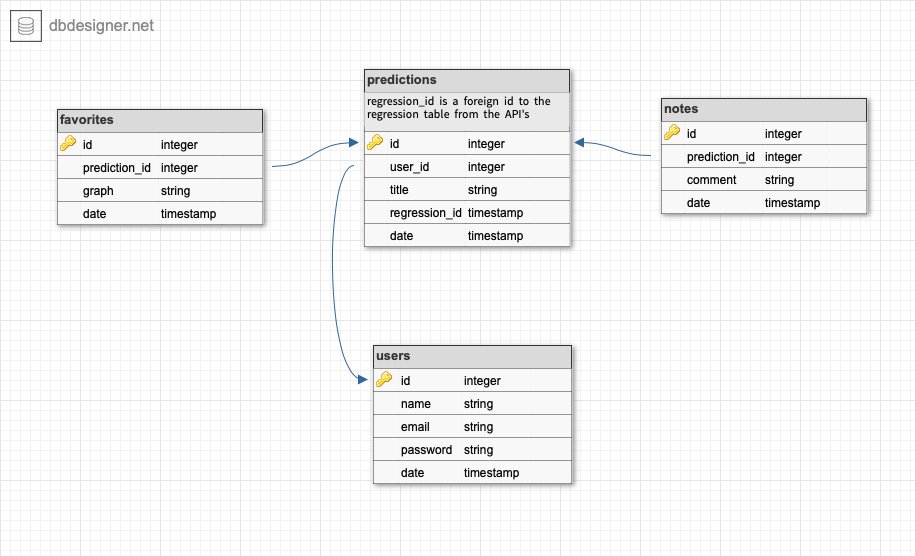 dbdesigner.net
favorites
id integer
prediction_id integer
graph string
date timestamp
predictions
regression_id is a foreign id to the
regression table from the API's
id integer
user_id integer
title string
regression_id timestamp
date timestamp
notes
id integer
prediction_id integer
comment string
date timestamp
users
id integer
name string
email string
password string
date timestamp